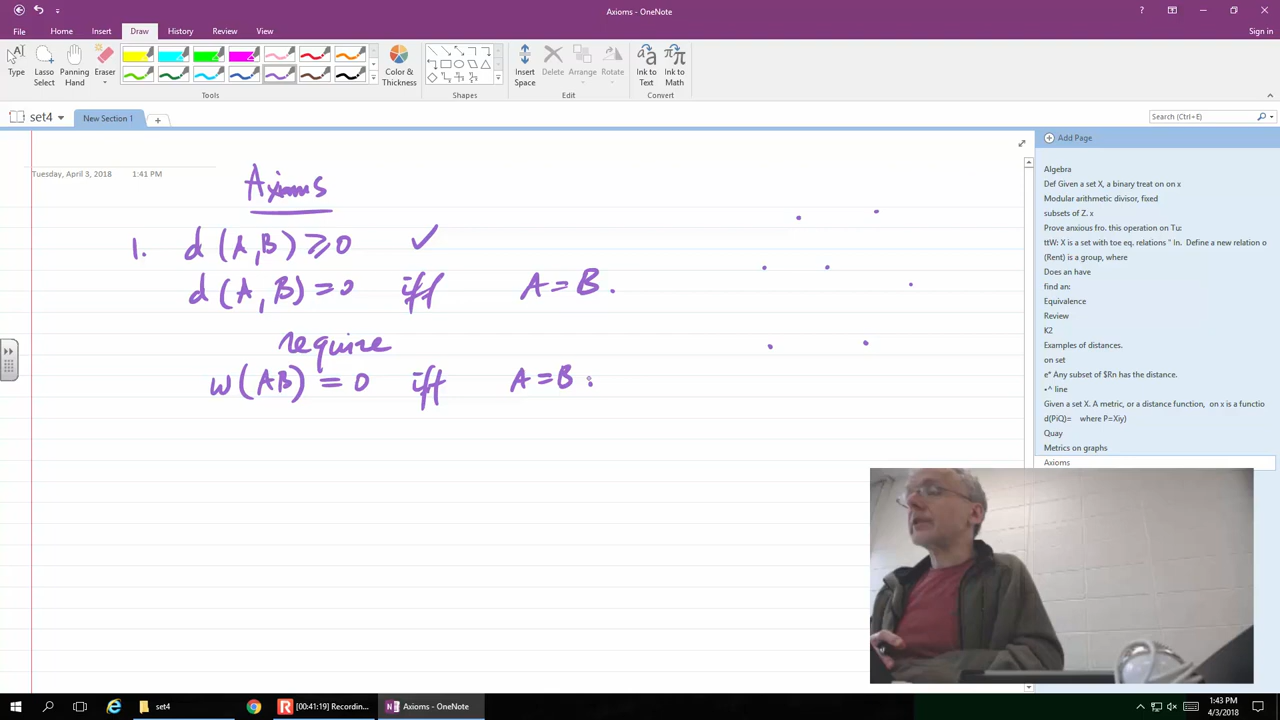 Axioms - OneNote
Sign in
File Home Insert Draw History Review View
Type
Lasso Select
Panning Hand
Eraser
Color & Thickness
Insert Space
Delete
Arrange
Rotate
Ink to Text
Ink to Math
Tools
Shapes
Edit
Convert
set4
New Section 1
Search (Ctrl+E)
Add Page
Tuesday, April 3, 2018 1:41 PM
Axioms
1. d(A,B) ≥ 0 ✓
d(A,B) = 0 iff A = B.
require
w(AB) = 0 iff A = B.
Algebra
Def Given a set X, a binary treat on on x
Modular arithmetic divisor, fixed
subsets of Z. x
Prove anxious fro. this operation on Tu:
ttW: X is a set with toe eq. relations " In. Define a new relation o
(Rent) is a group, where
Does an have
find an:
Equivalence
Review
K2
Examples of distances.
on set
e* Any subset of $Rn has the distance.
•^ line
Given a set X. A metric, or a distance function, on x is a functio
d(PiQ)= where P=Xiy)
Quay
Metrics on graphs
Axioms
set4
[00:41:19] Recordin...
Axioms - OneNote
1:43 PM
4/3/2018